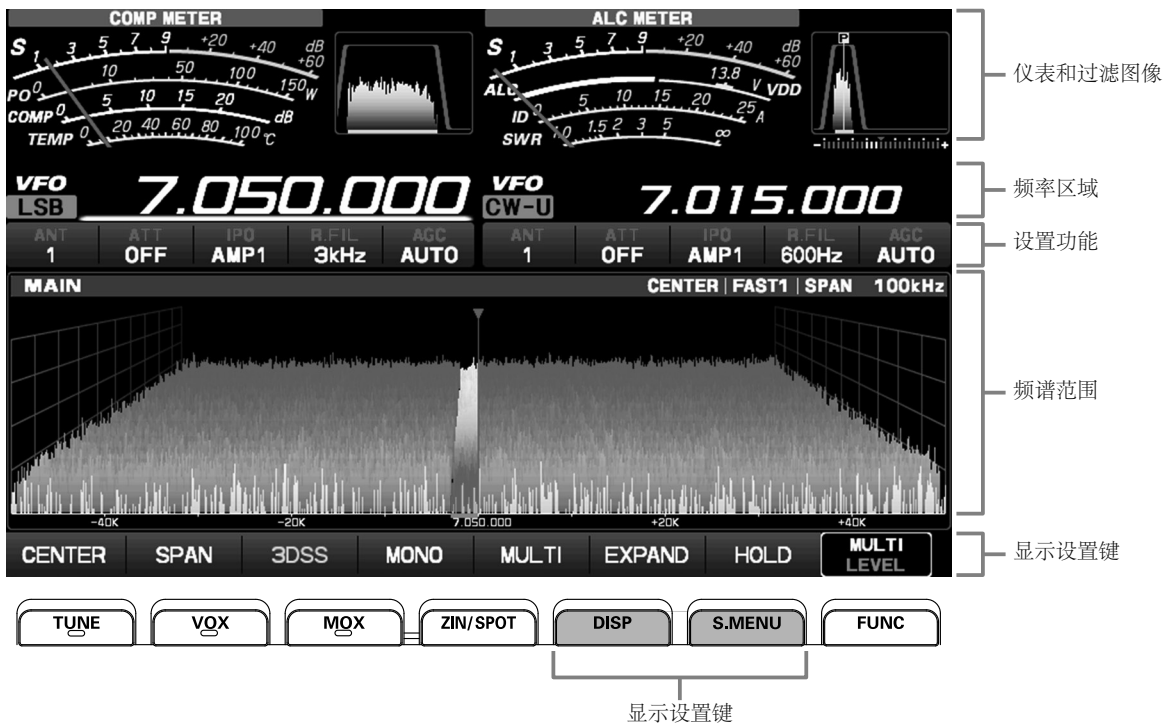 COMP METER
ALC METER
S 1 3 5 7 9 +20 +40 +60 dB
PO 0 10 50 100 150 W
COMP 0 5 10 15 20 dB
TEMP 0 20 40 60 80 100 °C
S 1 3 5 7 9 +20 +40 +60 dB
ALC 13.8 V VDD
ID 0 5 10 15 20 25 A
SWR 1.0 1.5 2 3 5 ∞
P
- +
仪表和过滤图像
VFO
LSB
7.050.000
VFO
CW-U
7.015.000
频率区域
ANT ATT IPO R.FIL AGC ANT ATT IPO R.FIL AGC
1 OFF AMP1 3kHz AUTO 1 OFF AMP1 600Hz AUTO
设置功能
MAIN CENTER | FAST1 | SPAN 100kHz
频谱范围
-40K -20K 7.050.000 +20K +40K
CENTER SPAN 3DSS MONO MULTI EXPAND HOLD MULTI
LEVEL
显示设置键
TUNE VOX MOX ZIN/SPOT DISP S.MENU FUNC
显示设置键